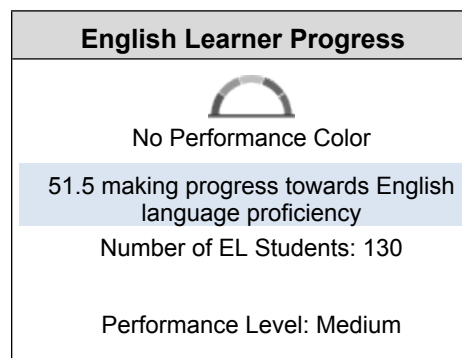 English Learner Progress
No Performance Color
51.5 making progress towards English
language proficiency
Number of EL Students: 130
Performance Level: Medium